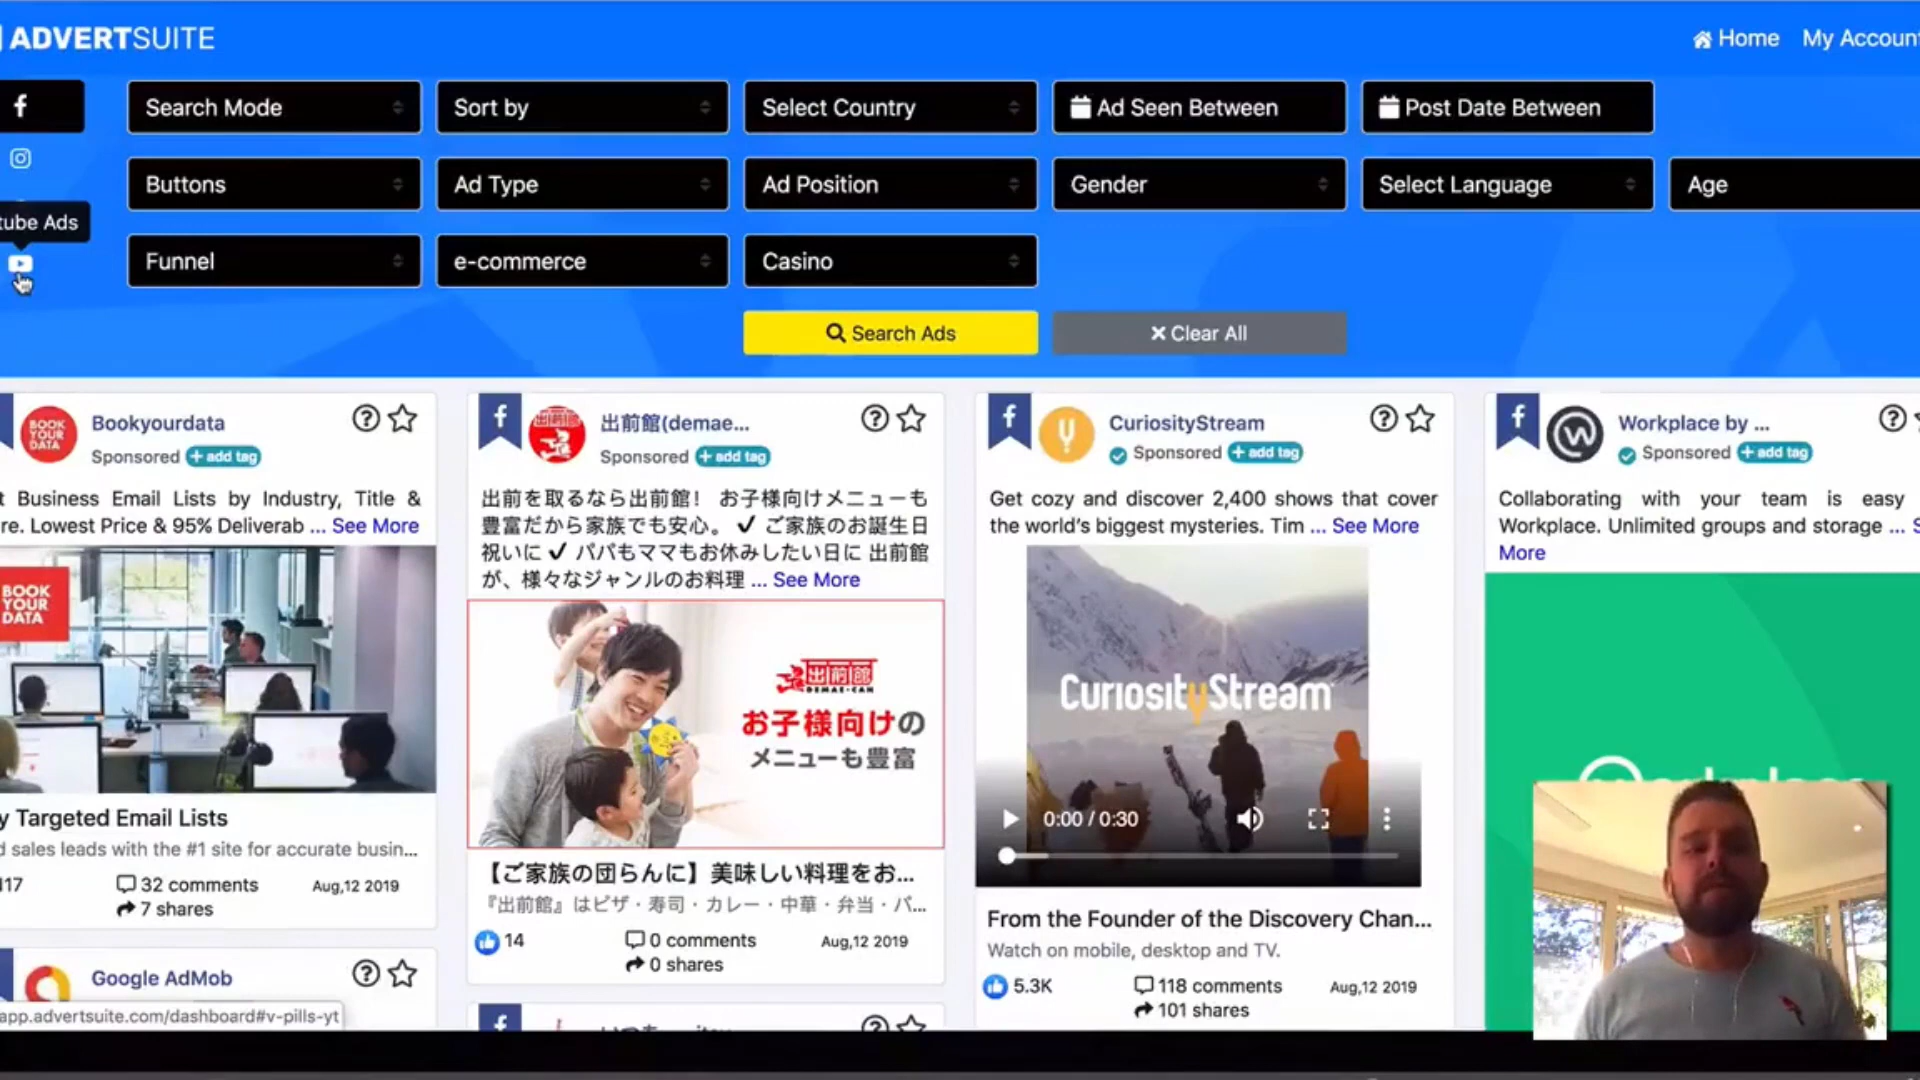 ADVERTSUITE
Home My Accoun
Search Mode
Sort by
Select Country
Ad Seen Between
Post Date Between
Buttons
Ad Type
Ad Position
Gender
Select Language
Age
tube Ads
Funnel
e-commerce
Casino
Search Ads
Clear All
Bookyourdata
Sponsored + add tag
t Business Email Lists by Industry, Title &
re. Lowest Price & 95% Deliverab ... See More
BOOK
YOUR
DATA
BOOK
YOUR
DATA
y Targeted Email Lists
d sales leads with the #1 site for accurate busin...
117
32 comments
Aug,12 2019
7 shares
Google AdMob
app.advertsuite.com/dashboard#v-pills-yt
出前館(demae...
Sponsored + add tag
出前を取るなら出前館！ お子様向けメニューも
豊富だから家族でも安心。✓ ご家族のお誕生日
祝いに ✓ パパもママもお休みしたい日に 出前館
が、様々なジャンルのお料理 ... See More
出前館
DEMAE-CAN
お子様向けの
メニューも豊富
【ご家族の団らんに】美味しい料理をお...
『出前館』はピザ・寿司・カレー・中華・弁当・パ...
14
0 comments
Aug,12 2019
0 shares
CuriosityStream
Sponsored + add tag
Get cozy and discover 2,400 shows that cover
the world's biggest mysteries. Tim ... See More
CuriosityStream
0:00 / 0:30
From the Founder of the Discovery Chan...
Watch on mobile, desktop and TV.
5.3K
118 comments
Aug,12 2019
101 shares
Workplace by ...
Sponsored + add tag
Collaborating with your team is easy
Workplace. Unlimited groups and storage ... S
More